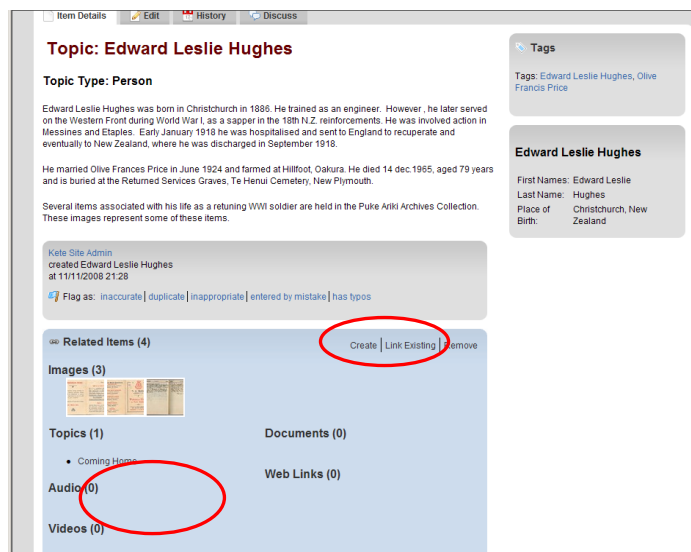 Item Details Edit History Discuss
Topic: Edward Leslie Hughes
Topic Type: Person
Edward Leslie Hughes was born in Christchurch in 1886. He trained as an engineer. However , he later served
on the Western Front during World War I, as a sapper in the 18th N.Z. reinforcements. He was involved action in
Messines and Etaples. Early January 1918 he was hospitalised and sent to England to recuperate and
eventually to New Zealand, where he was discharged in September 1918.
He married Olive Frances Price in June 1924 and farmed at Hillfoot, Oakura. He died 14 dec.1965, aged 79 years
and is buried at the Returned Services Graves, Te Henui Cemetery, New Plymouth.
Several items associated with his life as a retuning WWI soldier are held in the Puke Ariki Archives Collection.
These images represent some of these items.
Kete Site Admin
created Edward Leslie Hughes
at 11/11/2008 21:28
Flag as: inaccurate | duplicate | inappropriate | entered by mistake | has typos
Related Items (4)
Create | Link Existing | Remove
Images (3)
Topics (1)
Coming Home
Documents (0)
Audio (0)
Web Links (0)
Videos (0)
Tags
Tags: Edward Leslie Hughes, Olive
Francis Price
Edward Leslie Hughes
First Names: Edward Leslie
Last Name: Hughes
Place of Birth: Christchurch, New Zealand